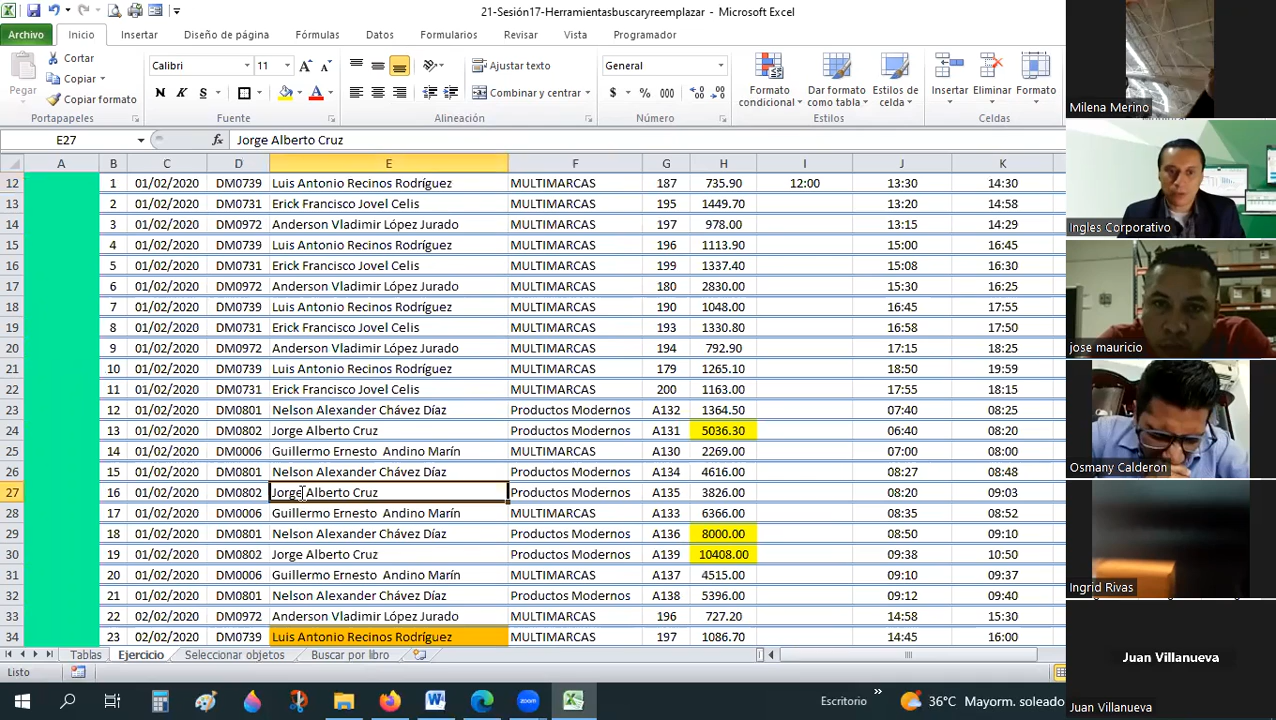 21-Sesión17-Herramientasbuscaryreemplazar - Microsoft Excel
Archivo Inicio Insertar Diseño de página Fórmulas Datos Formularios Revisar Vista Programador
Cortar
Copiar
Copiar formato
Pegar
Calibri 11
N K S
Ajustar texto
Combinar y centrar
General
$ % 000
Formato condicional
Dar formato como tabla
Estilos de celda
Insertar Eliminar Formato
Portapapeles Fuente Alineación Número Estilos Celdas
E27 fx Jorge Alberto Cruz
A B C D E F G H I J K
12 1 01/02/2020 DM0739 Luis Antonio Recinos Rodríguez MULTIMARCAS 187 735.90 12:00 13:30 14:30
13 2 01/02/2020 DM0731 Erick Francisco Jovel Celis MULTIMARCAS 195 1449.70 13:20 14:58
14 3 01/02/2020 DM0972 Anderson Vladimir López Jurado MULTIMARCAS 197 978.00 13:15 14:29
15 4 01/02/2020 DM0739 Luis Antonio Recinos Rodríguez MULTIMARCAS 196 1113.90 15:00 16:45
16 5 01/02/2020 DM0731 Erick Francisco Jovel Celis MULTIMARCAS 199 1337.40 15:08 16:30
17 6 01/02/2020 DM0972 Anderson Vladimir López Jurado MULTIMARCAS 180 2830.00 15:30 16:25
18 7 01/02/2020 DM0739 Luis Antonio Recinos Rodríguez MULTIMARCAS 190 1048.00 16:45 17:55
19 8 01/02/2020 DM0731 Erick Francisco Jovel Celis MULTIMARCAS 193 1330.80 16:58 17:50
20 9 01/02/2020 DM0972 Anderson Vladimir López Jurado MULTIMARCAS 194 792.90 17:15 18:25
21 10 01/02/2020 DM0739 Luis Antonio Recinos Rodríguez MULTIMARCAS 179 1265.10 18:50 19:59
22 11 01/02/2020 DM0731 Erick Francisco Jovel Celis MULTIMARCAS 200 1163.00 17:55 18:15
23 12 01/02/2020 DM0801 Nelson Alexander Chávez Díaz Productos Modernos A132 1364.50 07:40 08:25
24 13 01/02/2020 DM0802 Jorge Alberto Cruz Productos Modernos A131 5036.30 06:40 08:20
25 14 01/02/2020 DM0006 Guillermo Ernesto  Andino Marín MULTIMARCAS A130 2269.00 07:00 08:00
26 15 01/02/2020 DM0801 Nelson Alexander Chávez Díaz Productos Modernos A134 4616.00 08:27 08:48
27 16 01/02/2020 DM0802 Jorge Alberto Cruz Productos Modernos A135 3826.00 08:20 09:03
28 17 01/02/2020 DM0006 Guillermo Ernesto  Andino Marín MULTIMARCAS A133 6366.00 08:35 08:52
29 18 01/02/2020 DM0801 Nelson Alexander Chávez Díaz Productos Modernos A136 8000.00 08:50 09:10
30 19 01/02/2020 DM0802 Jorge Alberto Cruz Productos Modernos A139 10408.00 09:38 10:50
31 20 01/02/2020 DM0006 Guillermo Ernesto  Andino Marín MULTIMARCAS A137 4515.00 09:10 09:37
32 21 01/02/2020 DM0801 Nelson Alexander Chávez Díaz Productos Modernos A138 5396.00 09:12 09:40
33 22 02/02/2020 DM0972 Anderson Vladimir López Jurado MULTIMARCAS 196 727.20 14:58 15:30
34 23 02/02/2020 DM0739 Luis Antonio Recinos Rodríguez MULTIMARCAS 197 1086.70 14:45 16:00
Tablas Ejercicio Seleccionar objetos Buscar por libro
Listo
Escritorio » 36°C Mayorm. soleado
zoom
Milena Merino
Ingles Corporativo
jose mauricio
Osmany Calderon
Ingrid Rivas
Juan Villanueva
Juan Villanueva